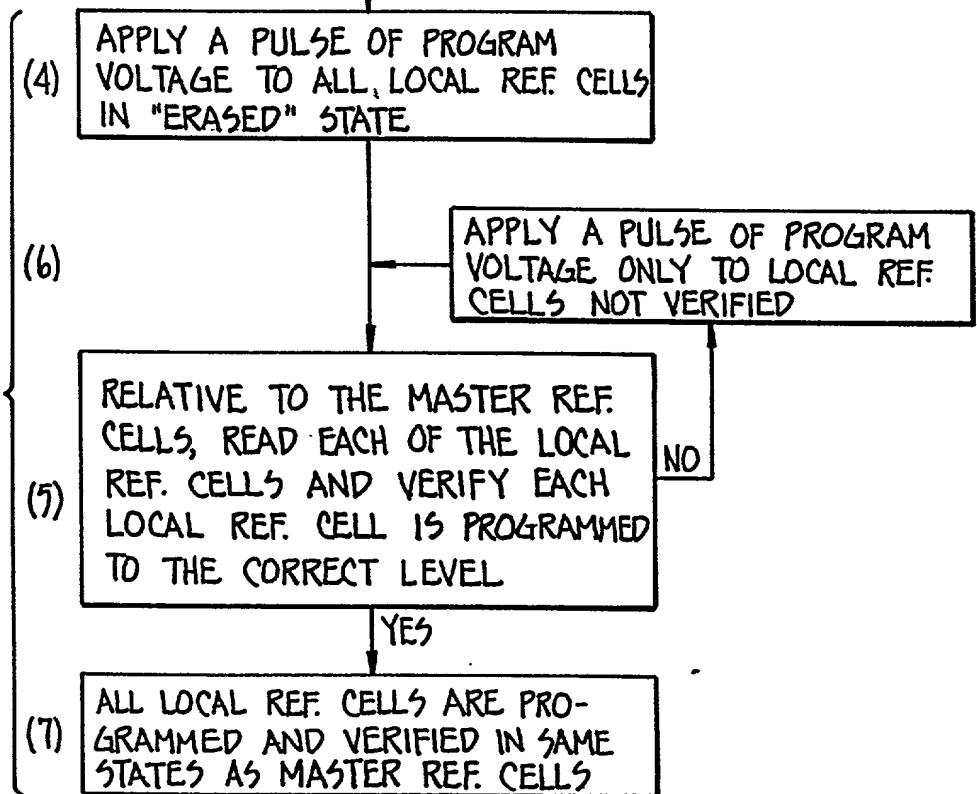 (4)
APPLY A PULSE OF PROGRAM
VOLTAGE TO ALL, LOCAL REF. CELLS
IN "ERASED" STATE
(6)
APPLY A PULSE OF PROGRAM
VOLTAGE ONLY TO LOCAL REF.
CELLS NOT VERIFIED
(5)
RELATIVE TO THE MASTER REF.
CELLS, READ EACH OF THE LOCAL
REF. CELLS AND VERIFY EACH
LOCAL REF. CELL IS PROGRAMMED
TO THE CORRECT LEVEL
NO
YES
(7)
ALL LOCAL REF. CELLS ARE PRO-
GRAMMED AND VERIFIED IN SAME
STATES AS MASTER REF. CELLS